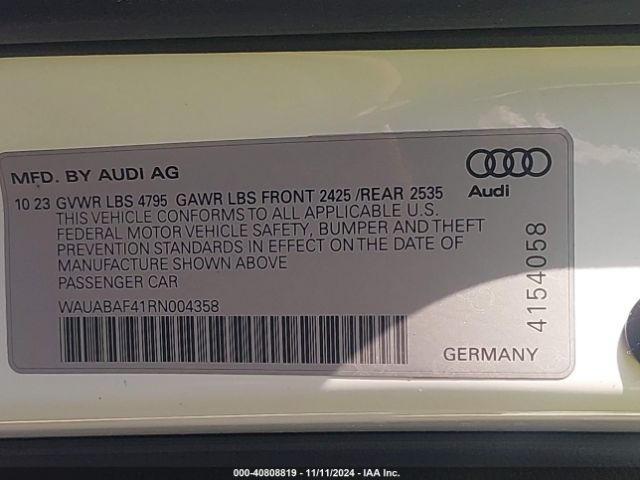 MFD. BY AUDI AG
10 23 GVWR LBS 4795 GAWR LBS FRONT 2425 /REAR 2535
THIS VEHICLE CONFORMS TO ALL APPLICABLE U.S.
FEDERAL MOTOR VEHICLE SAFETY, BUMPER AND THEFT
PREVENTION STANDARDS IN EFFECT ON THE DATE OF
MANUFACTURE SHOWN ABOVE
PASSENGER CAR
WAUABAF41RN004358
Audi
4154058
GERMANY
000-40808819 - 11/11/2024 - IAA Inc.